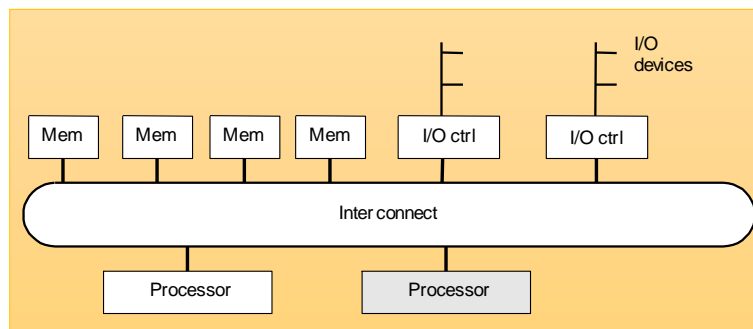 I/O
devices
Mem
Mem
Mem
Mem
I/O ctrl
I/O ctrl
Inter connect
Processor
Processor